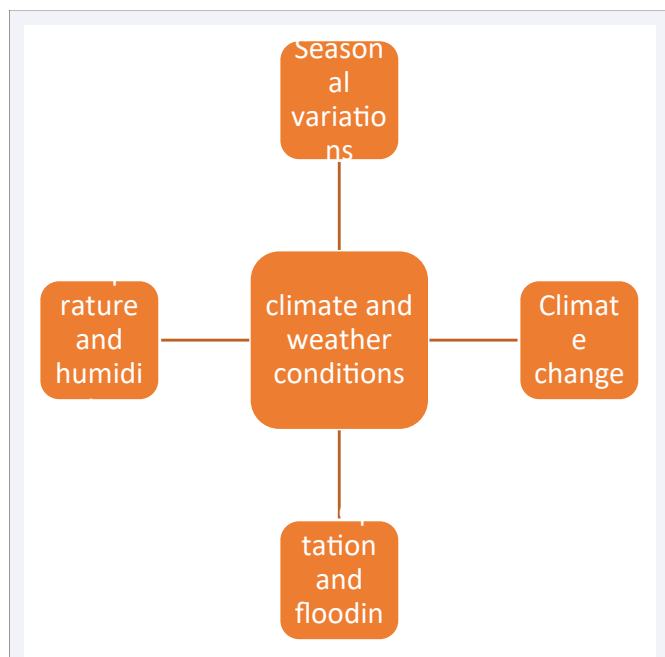 Season
al
variatio
ns
rature
and
humidi
climate and
weather
conditions
Climat
e
change
tation
and
floodin